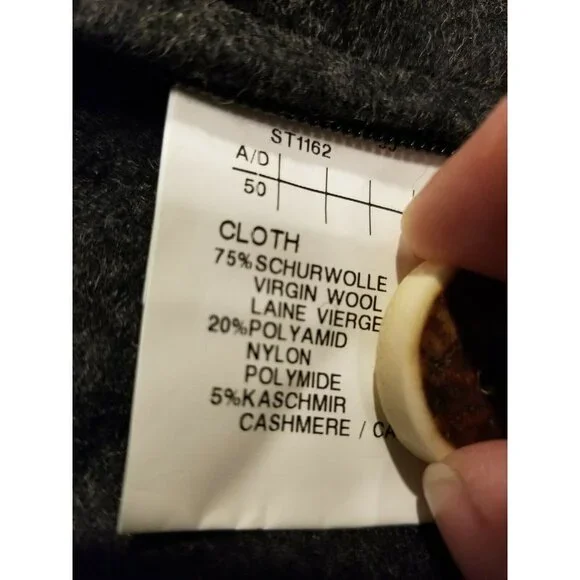 ST1162
A/D
50
CLOTH
75% SCHURWOLLE
VIRGIN WOOL
LAINE VIERGE
20% POLYAMID
NYLON
POLYMIDE
5% KASCHMIR
CASHMERE / CA